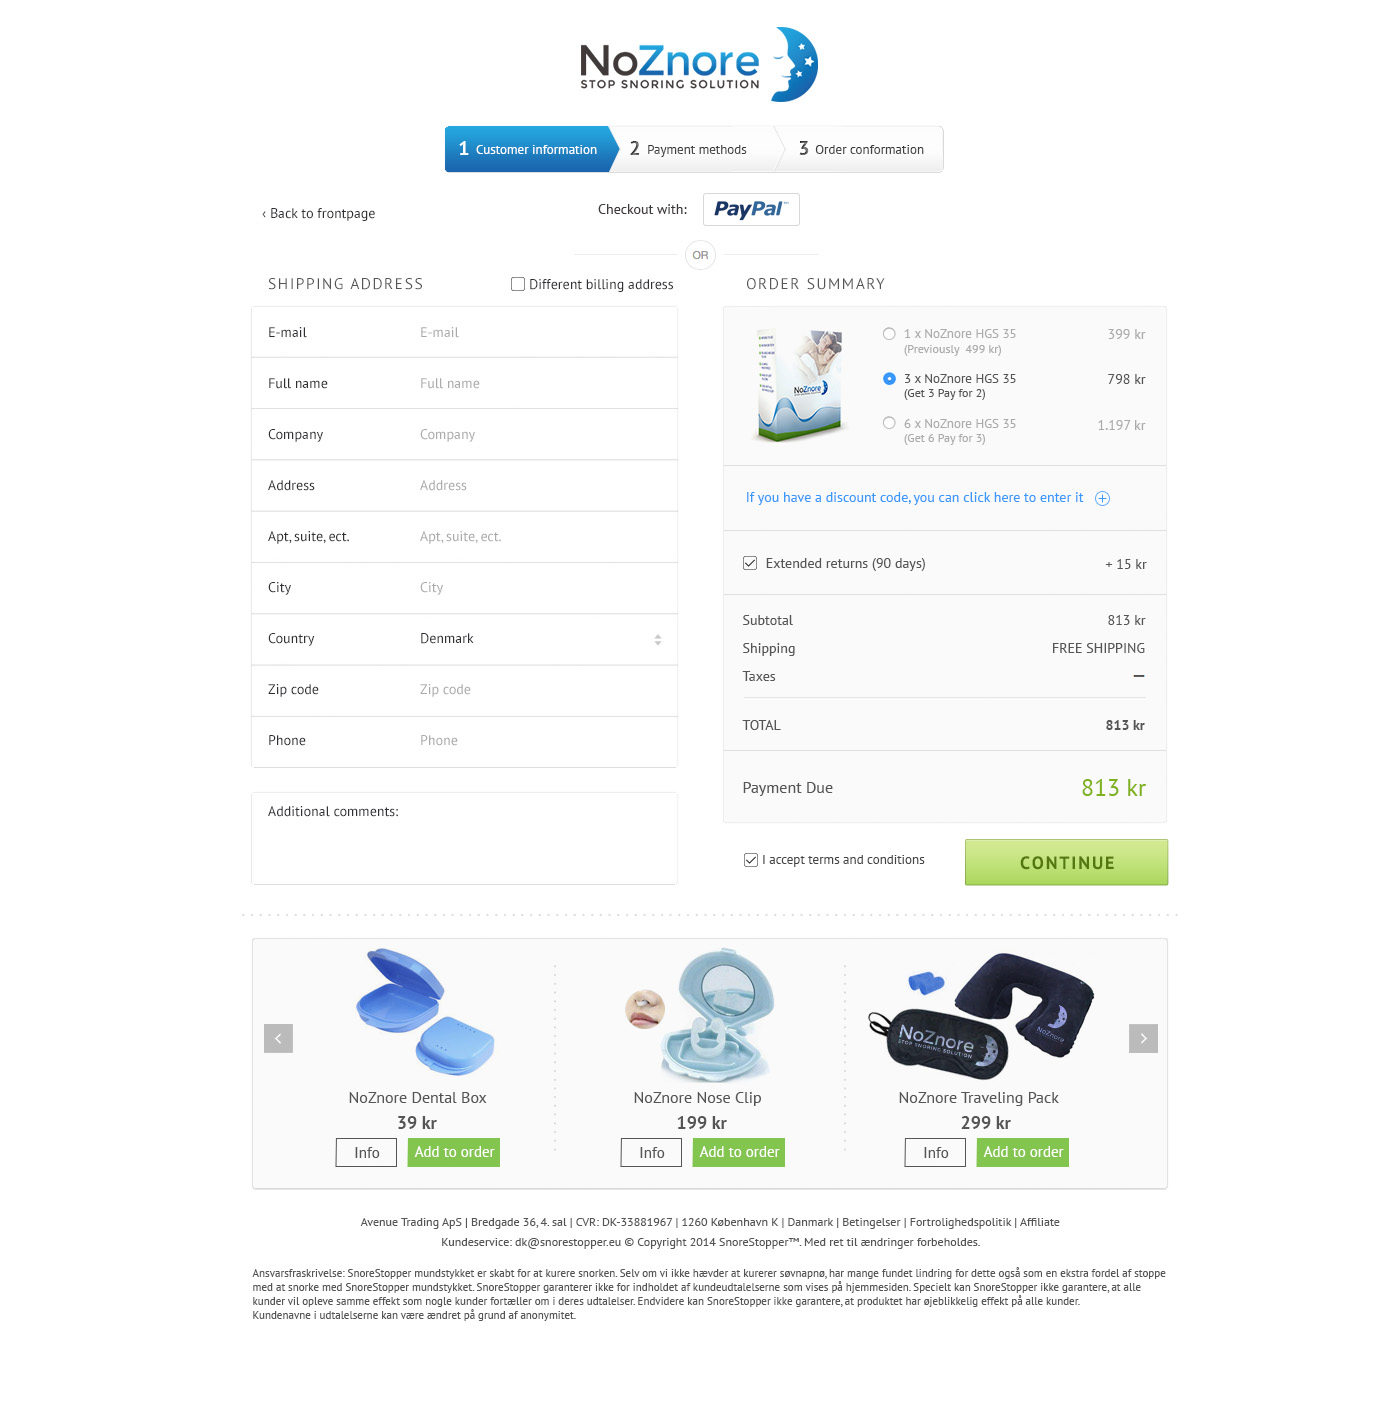 NoZnore
STOP SNORING SOLUTION
1 Customer information
2 Payment methods
3 Order conformation
‹ Back to frontpage
Checkout with:
PayPal™
OR
SHIPPING ADDRESS
Different billing address
E-mail E-mail
Full name Full name
Company Company
Address Address
Apt, suite, ect. Apt, suite, ect.
City City
Country Denmark
Zip code Zip code
Phone Phone
Additional comments:
ORDER SUMMARY
NoZnore
1 x NoZnore HGS 35 399 kr
(Previously 499 kr)
3 x NoZnore HGS 35 798 kr
(Get 3 Pay for 2)
6 x NoZnore HGS 35 1.197 kr
(Get 6 Pay for 3)
If you have a discount code, you can click here to enter it
Extended returns (90 days) + 15 kr
Subtotal 813 kr
Shipping FREE SHIPPING
Taxes —
TOTAL 813 kr
Payment Due 813 kr
I accept terms and conditions
CONTINUE
NoZnore
STOP SNORING SOLUTION
NoZnore
NoZnore Dental Box
39 kr
Info Add to order
NoZnore Nose Clip
199 kr
Info Add to order
NoZnore Traveling Pack
299 kr
Info Add to order
Avenue Trading ApS | Bredgade 36, 4. sal | CVR: DK-33881967 | 1260 København K | Danmark | Betingelser | Fortrolighedspolitik | Affiliate
Kundeservice: dk@snorestopper.eu © Copyright 2014 SnoreStopper™. Med ret til ændringer forbeholdes.
Ansvarsfraskrivelse: SnoreStopper mundstykket er skabt for at kurere snorken. Selv om vi ikke hævder at kurerer søvnapnø, har mange fundet lindring for dette også som en ekstra fordel af stoppe
med at snorke med SnoreStopper mundstykket. SnoreStopper garanterer ikke for indholdet af kundeudtalelserne som vises på hjemmesiden. Specielt kan SnoreStopper ikke garantere, at alle
kunder vil opleve samme effekt som nogle kunder fortæller om i deres udtalelser. Endvidere kan SnoreStopper ikke garantere, at produktet har øjeblikkelig effekt på alle kunder.
Kundenavne i udtalelserne kan være ændret på grund af anonymitet.